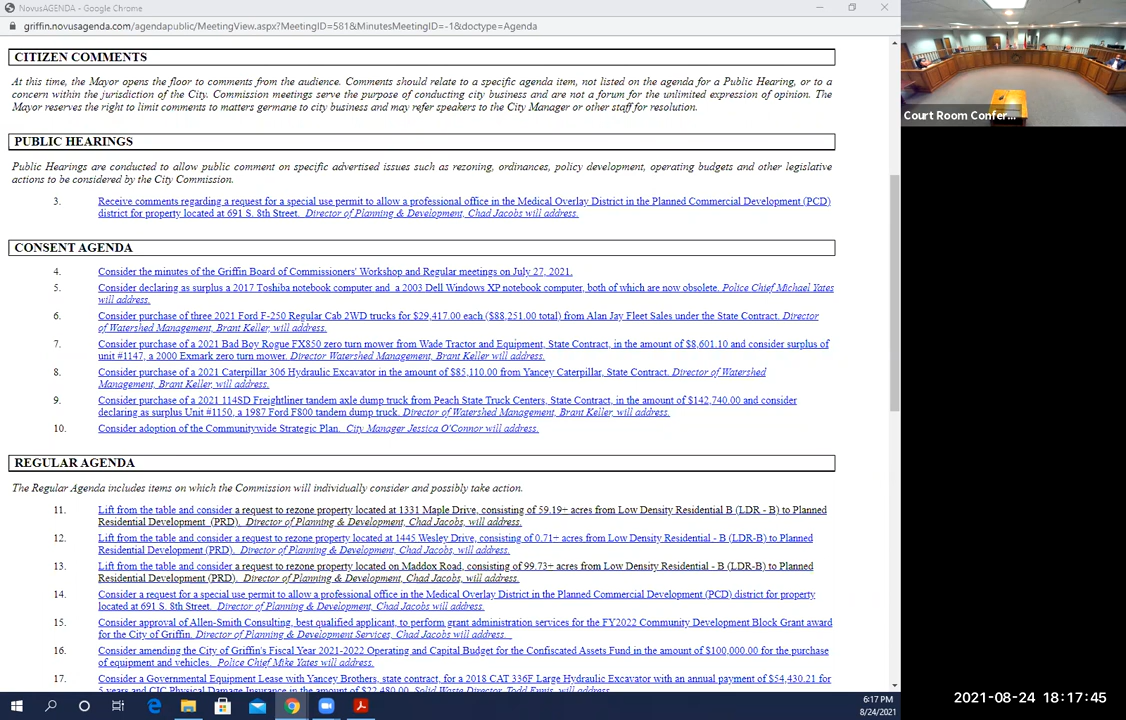 NovusAGENDA - Google Chrome
griffin.novusagenda.com/agendapublic/MeetingView.aspx?MeetingID=581&MinutesMeetingID=-1&doctype=Agenda
CITIZEN COMMENTS
At this time, the Mayor opens the floor to comments from the audience. Comments should relate to a specific agenda item, not listed on the agenda for a Public Hearing, or to a
concern within the jurisdiction of the City. Commission meetings serve the purpose of conducting city business and are not a forum for the unlimited expression of opinion. The
Mayor reserves the right to limit comments to matters germane to city business and may refer speakers to the City Manager or other staff for resolution.
PUBLIC HEARINGS
Public Hearings are conducted to allow public comment on specific advertised issues such as rezoning, ordinances, policy development, operating budgets and other legislative
actions to be considered by the City Commission.
3. Receive comments regarding a request for a special use permit to allow a professional office in the Medical Overlay District in the Planned Commercial Development (PCD)
district for property located at 691 S. 8th Street. Director of Planning & Development, Chad Jacobs will address.
CONSENT AGENDA
4. Consider the minutes of the Griffin Board of Commissioners' Workshop and Regular meetings on July 27, 2021.
5. Consider declaring as surplus a 2017 Toshiba notebook computer and a 2003 Dell Windows XP notebook computer, both of which are now obsolete. Police Chief Michael Yates
will address.
6. Consider purchase of three 2021 Ford F-250 Regular Cab 2WD trucks for $29,417.00 each ($88,251.00 total) from Alan Jay Fleet Sales under the State Contract. Director
of Watershed Management, Brant Keller, will address.
7. Consider purchase of a 2021 Bad Boy Rogue FX850 zero turn mower from Wade Tractor and Equipment, State Contract, in the amount of $8,601.10 and consider surplus of
unit #1147, a 2000 Exmark zero turn mower. Director Watershed Management, Brant Keller will address.
8. Consider purchase of a 2021 Caterpillar 306 Hydraulic Excavator in the amount of $85,110.00 from Yancey Caterpillar, State Contract. Director of Watershed
Management, Brant Keller, will address.
9. Consider purchase of a 2021 114SD Freightliner tandem axle dump truck from Peach State Truck Centers, State Contract, in the amount of $142,740.00 and consider
declaring as surplus Unit #1150, a 1987 Ford F800 tandem dump truck. Director of Watershed Management, Brant Keller, will address.
10. Consider adoption of the Communitywide Strategic Plan. City Manager Jessica O'Connor will address.
REGULAR AGENDA
The Regular Agenda includes items on which the Commission will individually consider and possibly take action.
11. Lift from the table and consider a request to rezone property located at 1331 Maple Drive, consisting of 59.19+ acres from Low Density Residential B (LDR - B) to Planned
Residential Development (PRD). Director of Planning & Development, Chad Jacobs, will address.
12. Lift from the table and consider a request to rezone property located at 1445 Wesley Drive, consisting of 0.71+ acres from Low Density Residential - B (LDR-B) to Planned
Residential Development (PRD). Director of Planning & Development, Chad Jacobs, will address.
13. Lift from the table and consider a request to rezone property located on Maddox Road, consisting of 99.73+ acres from Low Density Residential - B (LDR-B) to Planned
Residential Development (PRD). Director of Planning & Development, Chad Jacobs, will address.
14. Consider a request for a special use permit to allow a professional office in the Medical Overlay District in the Planned Commercial Development (PCD) district for property
located at 691 S. 8th Street. Director of Planning & Development, Chad Jacobs will address.
15. Consider approval of Allen-Smith Consulting, best qualified applicant, to perform grant administration services for the FY2022 Community Development Block Grant award
for the City of Griffin. Director of Planning & Development Services, Chad Jacobs will address.
16. Consider amending the City of Griffin's Fiscal Year 2021-2022 Operating and Capital Budget for the Confiscated Assets Fund in the amount of $100,000.00 for the purchase
of equipment and vehicles. Police Chief Mike Yates will address.
17. Consider a Governmental Equipment Lease with Yancey Brothers, state contract, for a 2018 CAT 336F Large Hydraulic Excavator with an annual payment of $54,430.21 for
5 years and CIC Physical Damage Insurance in the amount of $22,480.00. Solid Waste Director, Todd Ennis, will address.
Court Room Confer...
6:17 PM
8/24/2021
2021-08-24 18:17:45